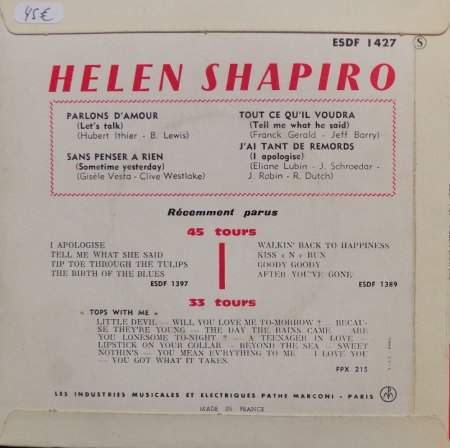 45€
ESDF 1427 S
HELEN SHAPIRO
PARLONS D'AMOUR
(Let's talk)
(Hubert Ithier - B. Lewis)
SANS PENSER A RIEN
(Sometime yesterday)
(Gisèle Vesta - Clive Westlake)
TOUT CE QU'IL VOUDRA
(Tell me what he said)
(Franck Gerald - Jeff Barry)
J'AI TANT DE REMORDS
(I apologise)
(Eliane Lubin - J. Schroedar -
J. Robin - R. Dutch)
Récemment parus
45 tours
I APOLOGISE
TELL ME WHAT SHE SAID
TIP TOE THROUGH THE TULIPS
THE BIRTH OF THE BLUES
ESDF 1397
WALKIN' BACK TO HAPPINESS
KISS « N » RUN
GOODY GOODY
AFTER YOU'VE GONE
ESDF 1389
33 tours
« TOPS WITH ME »
LITTLE DEVIL — WILL YOU LOVE ME TO-MORROW ? — BECAU-
SE THEY'RE YOUNG — THE DAY THE RAINS CAME — ARE
YOU LONESOME TO-NIGHT ? — A TEENAGER IN LOVE —
LIPSTICK ON YOUR COLLAR — BEYOND THE SEA — SWEET
NOTHIN'S — YOU MEAN EV'RYTHING TO ME — I LOVE YOU
— YOU GOT WHAT IT TAKES.
FPX 215
LES INDUSTRIES MUSICALES ET ELECTRIQUES PATHE MARCONI - PARIS
MADE IN FRANCE